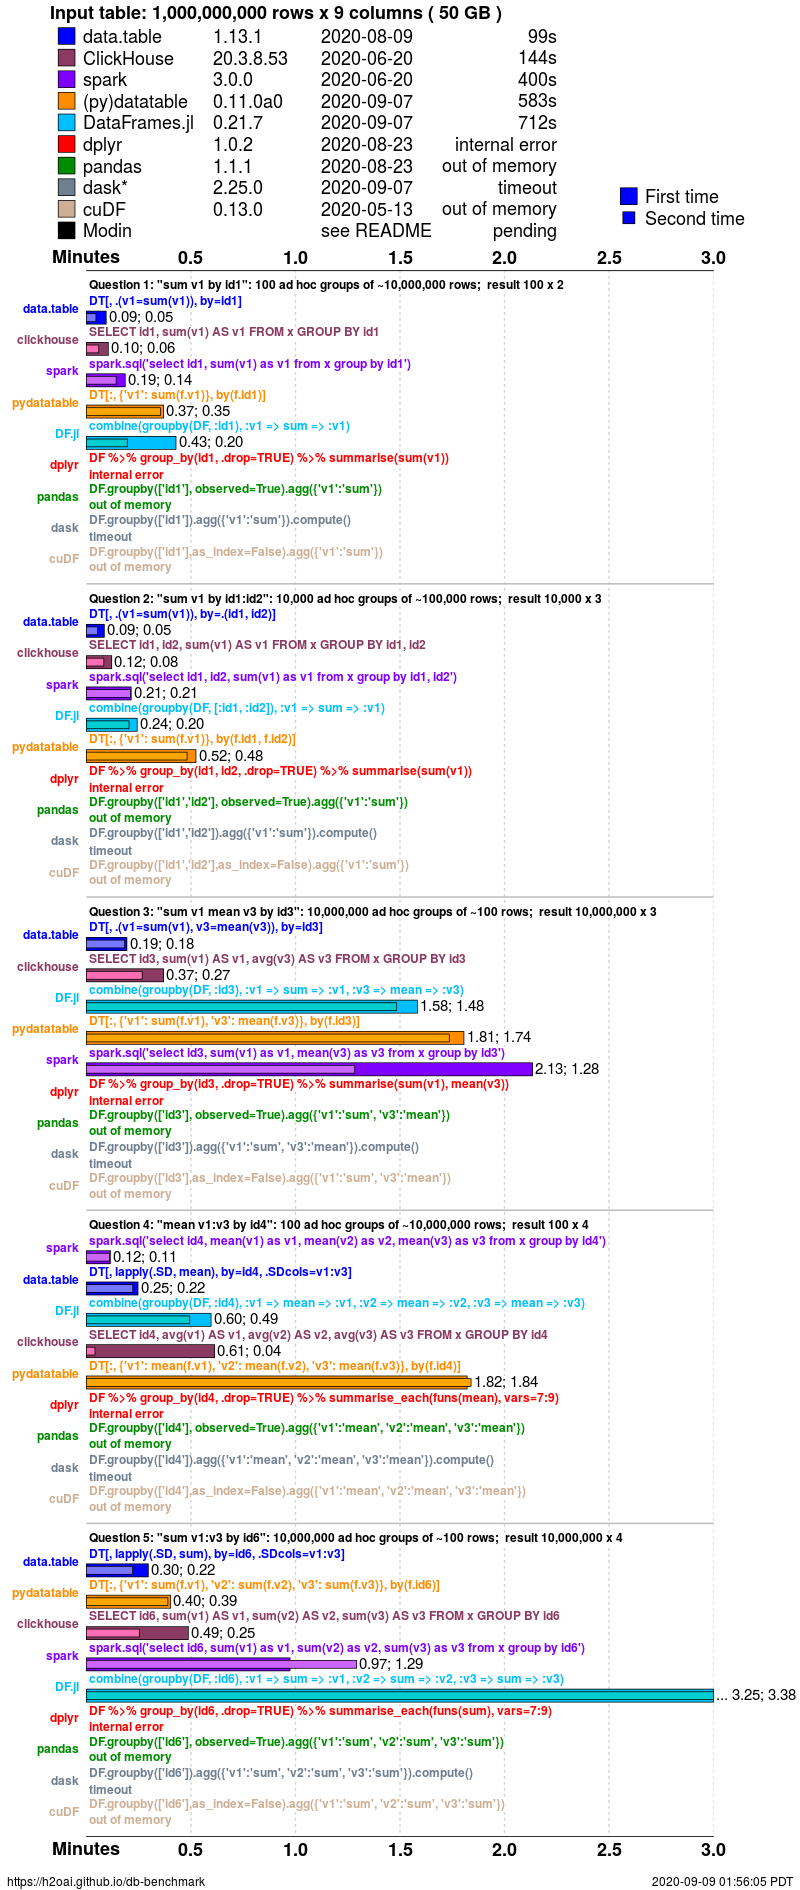 Input table: 1,000,000,000 rows x 9 columns ( 50 GB )
data.table 1.13.1 2020-08-09 99s
ClickHouse 20.3.8.53 2020-06-20 144s
spark 3.0.0 2020-06-20 400s
(py)datatable 0.11.0a0 2020-09-07 583s
DataFrames.jl 0.21.7 2020-09-07 712s
dplyr 1.0.2 2020-08-23 internal error
pandas 1.1.1 2020-08-23 out of memory
dask* 2.25.0 2020-09-07 timeout
cuDF 0.13.0 2020-05-13 out of memory
Modin see README pending
First time
Second time
Minutes 0.5 1.0 1.5 2.0 2.5 3.0
Question 1: "sum v1 by id1": 100 ad hoc groups of ~10,000,000 rows; result 100 x 2
DT[, .(v1=sum(v1)), by=id1]
data.table 0.09; 0.05
SELECT id1, sum(v1) AS v1 FROM x GROUP BY id1
clickhouse 0.10; 0.06
spark.sql('select id1, sum(v1) as v1 from x group by id1')
spark 0.19; 0.14
DT[:, {'v1': sum(f.v1)}, by(f.id1)]
pydatatable 0.37; 0.35
combine(groupby(DF, :id1), :v1 => sum => :v1)
DF.jl 0.43; 0.20
DF %>% group_by(id1, .drop=TRUE) %>% summarise(sum(v1))
dplyr internal error
DF.groupby(['id1'], observed=True).agg({'v1':'sum'})
pandas out of memory
DF.groupby(['id1']).agg({'v1':'sum'}).compute()
dask timeout
DF.groupby(['id1'],as_index=False).agg({'v1':'sum'})
cuDF out of memory
Question 2: "sum v1 by id1:id2": 10,000 ad hoc groups of ~100,000 rows; result 10,000 x 3
DT[, .(v1=sum(v1)), by=.(id1, id2)]
data.table 0.09; 0.05
SELECT id1, id2, sum(v1) AS v1 FROM x GROUP BY id1, id2
clickhouse 0.12; 0.08
spark.sql('select id1, id2, sum(v1) as v1 from x group by id1, id2')
spark 0.21; 0.21
combine(groupby(DF, [:id1, :id2]), :v1 => sum => :v1)
DF.jl 0.24; 0.20
DT[:, {'v1': sum(f.v1)}, by(f.id1, f.id2)]
pydatatable 0.52; 0.48
DF %>% group_by(id1, id2, .drop=TRUE) %>% summarise(sum(v1))
dplyr internal error
DF.groupby(['id1','id2'], observed=True).agg({'v1':'sum'})
pandas out of memory
DF.groupby(['id1','id2']).agg({'v1':'sum'}).compute()
dask timeout
DF.groupby(['id1','id2'],as_index=False).agg({'v1':'sum'})
cuDF out of memory
Question 3: "sum v1 mean v3 by id3": 10,000,000 ad hoc groups of ~100 rows; result 10,000,000 x 3
DT[, .(v1=sum(v1), v3=mean(v3)), by=id3]
data.table 0.19; 0.18
SELECT id3, sum(v1) AS v1, avg(v3) AS v3 FROM x GROUP BY id3
clickhouse 0.37; 0.27
combine(groupby(DF, :id3), :v1 => sum => :v1, :v3 => mean => :v3)
DF.jl 1.58; 1.48
DT[:, {'v1': sum(f.v1), 'v3': mean(f.v3)}, by(f.id3)]
pydatatable 1.81; 1.74
spark.sql('select id3, sum(v1) as v1, mean(v3) as v3 from x group by id3')
spark 2.13; 1.28
DF %>% group_by(id3, .drop=TRUE) %>% summarise(sum(v1), mean(v3))
dplyr internal error
DF.groupby(['id3'], observed=True).agg({'v1':'sum', 'v3':'mean'})
pandas out of memory
DF.groupby(['id3']).agg({'v1':'sum', 'v3':'mean'}).compute()
dask timeout
DF.groupby(['id3'],as_index=False).agg({'v1':'sum', 'v3':'mean'})
cuDF out of memory
Question 4: "mean v1:v3 by id4": 100 ad hoc groups of ~10,000,000 rows; result 100 x 4
spark.sql('select id4, mean(v1) as v1, mean(v2) as v2, mean(v3) as v3 from x group by id4')
spark 0.12; 0.11
DT[, lapply(.SD, mean), by=id4, .SDcols=v1:v3]
data.table 0.25; 0.22
combine(groupby(DF, :id4), :v1 => mean => :v1, :v2 => mean => :v2, :v3 => mean => :v3)
DF.jl 0.60; 0.49
SELECT id4, avg(v1) AS v1, avg(v2) AS v2, avg(v3) AS v3 FROM x GROUP BY id4
clickhouse 0.61; 0.04
DT[:, {'v1': mean(f.v1), 'v2': mean(f.v2), 'v3': mean(f.v3)}, by(f.id4)]
pydatatable 1.82; 1.84
DF %>% group_by(id4, .drop=TRUE) %>% summarise_each(funs(mean), vars=7:9)
dplyr internal error
DF.groupby(['id4'], observed=True).agg({'v1':'mean', 'v2':'mean', 'v3':'mean'})
pandas out of memory
DF.groupby(['id4']).agg({'v1':'mean', 'v2':'mean', 'v3':'mean'}).compute()
dask timeout
DF.groupby(['id4'],as_index=False).agg({'v1':'mean', 'v2':'mean', 'v3':'mean'})
cuDF out of memory
Question 5: "sum v1:v3 by id6": 10,000,000 ad hoc groups of ~100 rows; result 10,000,000 x 4
DT[, lapply(.SD, sum), by=id6, .SDcols=v1:v3]
data.table 0.30; 0.22
DT[:, {'v1': sum(f.v1), 'v2': sum(f.v2), 'v3': sum(f.v3)}, by(f.id6)]
pydatatable 0.40; 0.39
SELECT id6, sum(v1) AS v1, sum(v2) AS v2, sum(v3) AS v3 FROM x GROUP BY id6
clickhouse 0.49; 0.25
spark.sql('select id6, sum(v1) as v1, sum(v2) as v2, sum(v3) as v3 from x group by id6')
spark 0.97; 1.29
combine(groupby(DF, :id6), :v1 => sum => :v1, :v2 => sum => :v2, :v3 => sum => :v3)
DF.jl ... 3.25; 3.38
DF %>% group_by(id6, .drop=TRUE) %>% summarise_each(funs(sum), vars=7:9)
dplyr internal error
DF.groupby(['id6'], observed=True).agg({'v1':'sum', 'v2':'sum', 'v3':'sum'})
pandas out of memory
DF.groupby(['id6']).agg({'v1':'sum', 'v2':'sum', 'v3':'sum'}).compute()
dask timeout
DF.groupby(['id6'],as_index=False).agg({'v1':'sum', 'v2':'sum', 'v3':'sum'})
cuDF out of memory
Minutes 0.5 1.0 1.5 2.0 2.5 3.0
https://h2oai.github.io/db-benchmark 2020-09-09 01:56:05 PDT